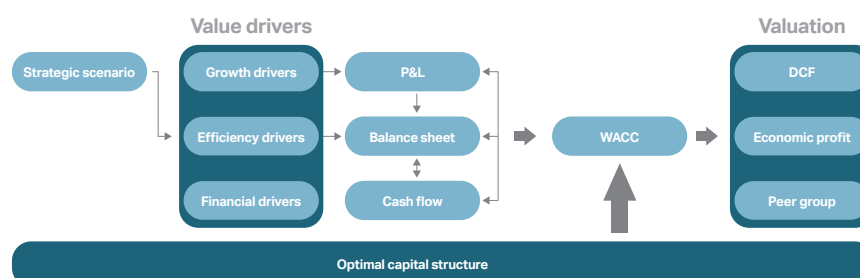 Value drivers
Valuation
Strategic scenario
Growth drivers
P&L
DCF
Efficiency drivers
Balance sheet
WACC
Economic profit
Financial drivers
Cash flow
Peer group
Optimal capital structure